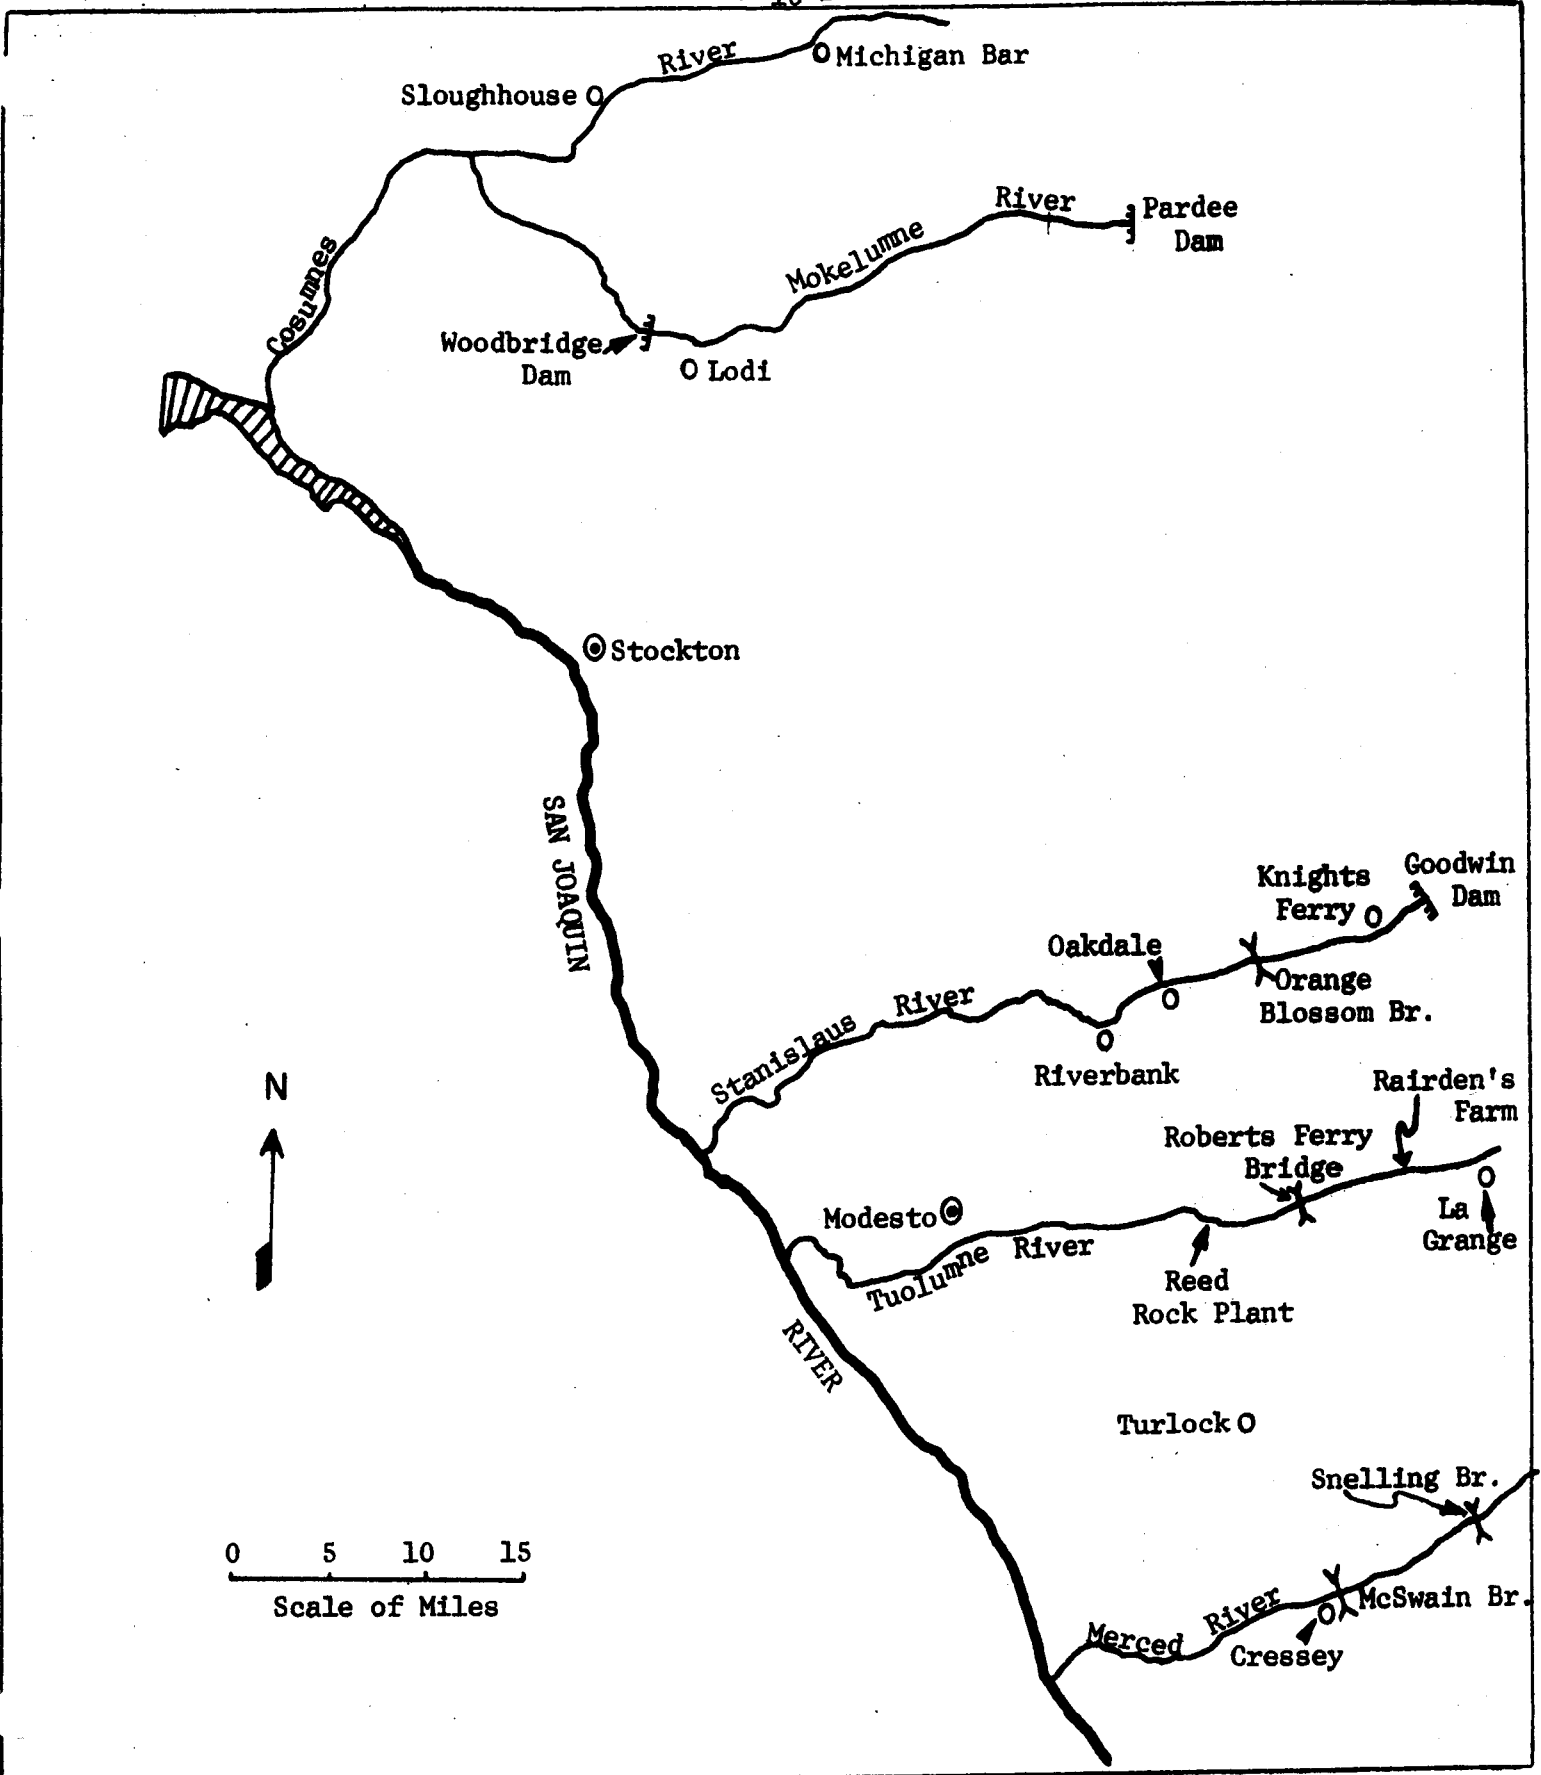 River
Michigan Bar
Sloughhouse
River
Pardee
Dam
Mokelumne
Cosumnes
Woodbridge
Dam
Lodi
Stockton
SAN JOAQUIN
Knights
Ferry
Goodwin
Dam
Oakdale
Orange
Blossom Br.
River
Stanislaus
Riverbank
N
Rairden's
Farm
Roberts Ferry
Bridge
La
Grange
Modesto
Tuolumne River
Reed
Rock Plant
RIVER
Turlock
Snelling Br.
0 5 10 15
Scale of Miles
McSwain Br.
Merced River
Cressey